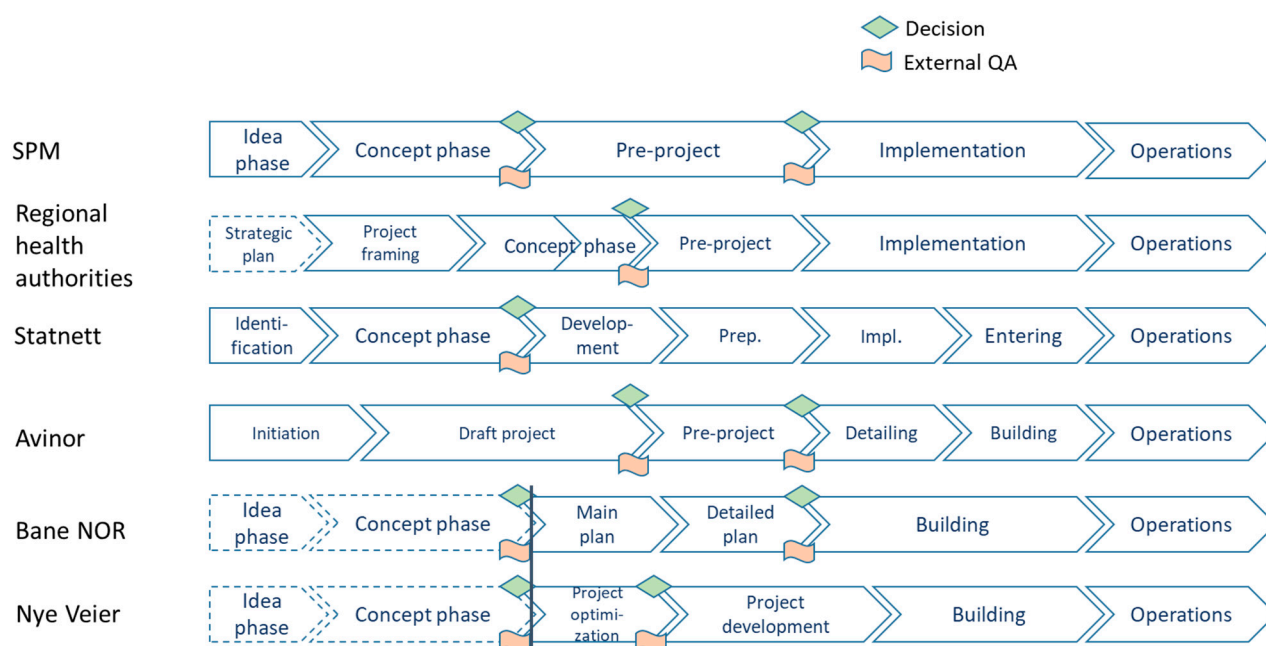 Decision
External QA
SPM
Idea
phase
Concept phase
Pre-project
Implementation
Operations
Regional
health
authorities
Strategic
plan
Project
framing
Concept phase
Pre-project
Implementation
Operations
Statnett
Identi-
fication
Concept phase
Develop-
ment
Prep.
Impl.
Entering
Operations
Avinor
Initiation
Draft project
Pre-project
Detailing
Building
Operations
Bane NOR
Idea
phase
Concept phase
Main
plan
Detailed
plan
Building
Operations
Nye Veier
Idea
phase
Concept phase
Project
optimi-
zation
Project
development
Building
Operations